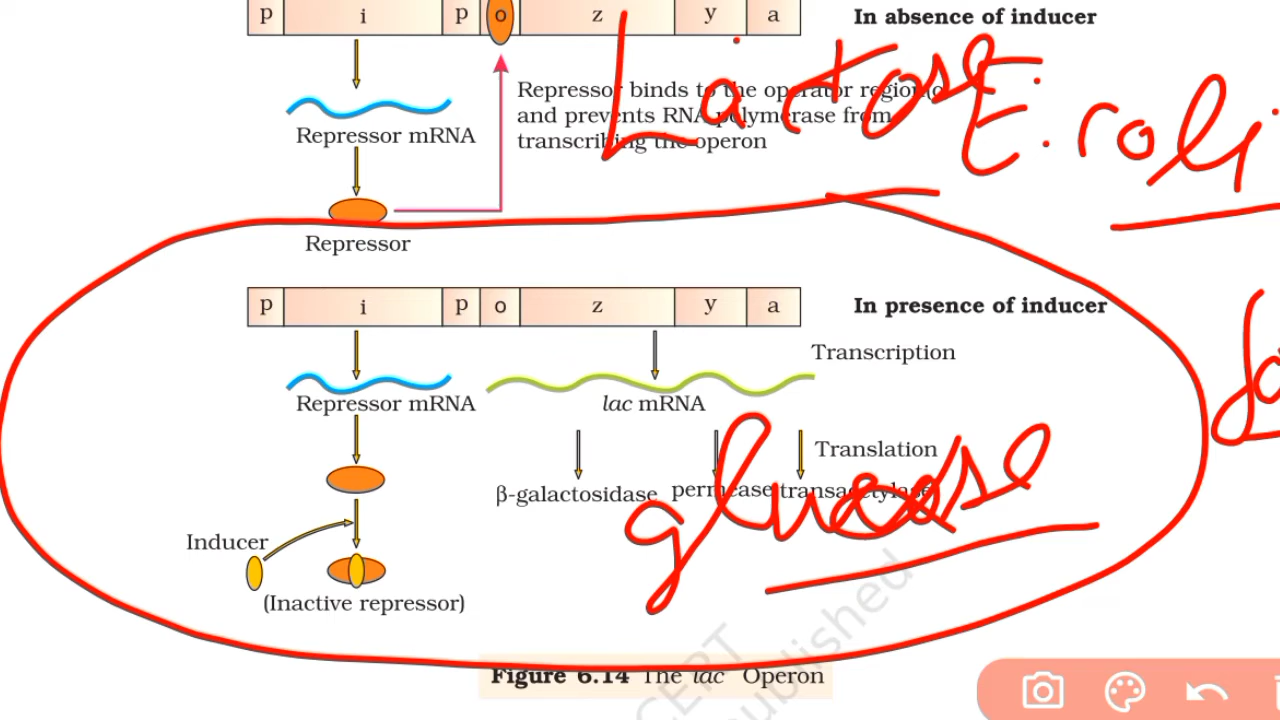 p i p o z y a In absence of inducer
Lactose
E. coli
Repressor binds to the operator region(o
and prevents RNA polymerase from
transcribing the operon
Repressor mRNA
Repressor
p i p o z y a In presence of inducer
Transcription
Repressor mRNA lac mRNA
Translation
β-galactosidase permease transacetylase
glucose
Inducer
(Inactive repressor)
Figure 6.14 The lac Operon
published